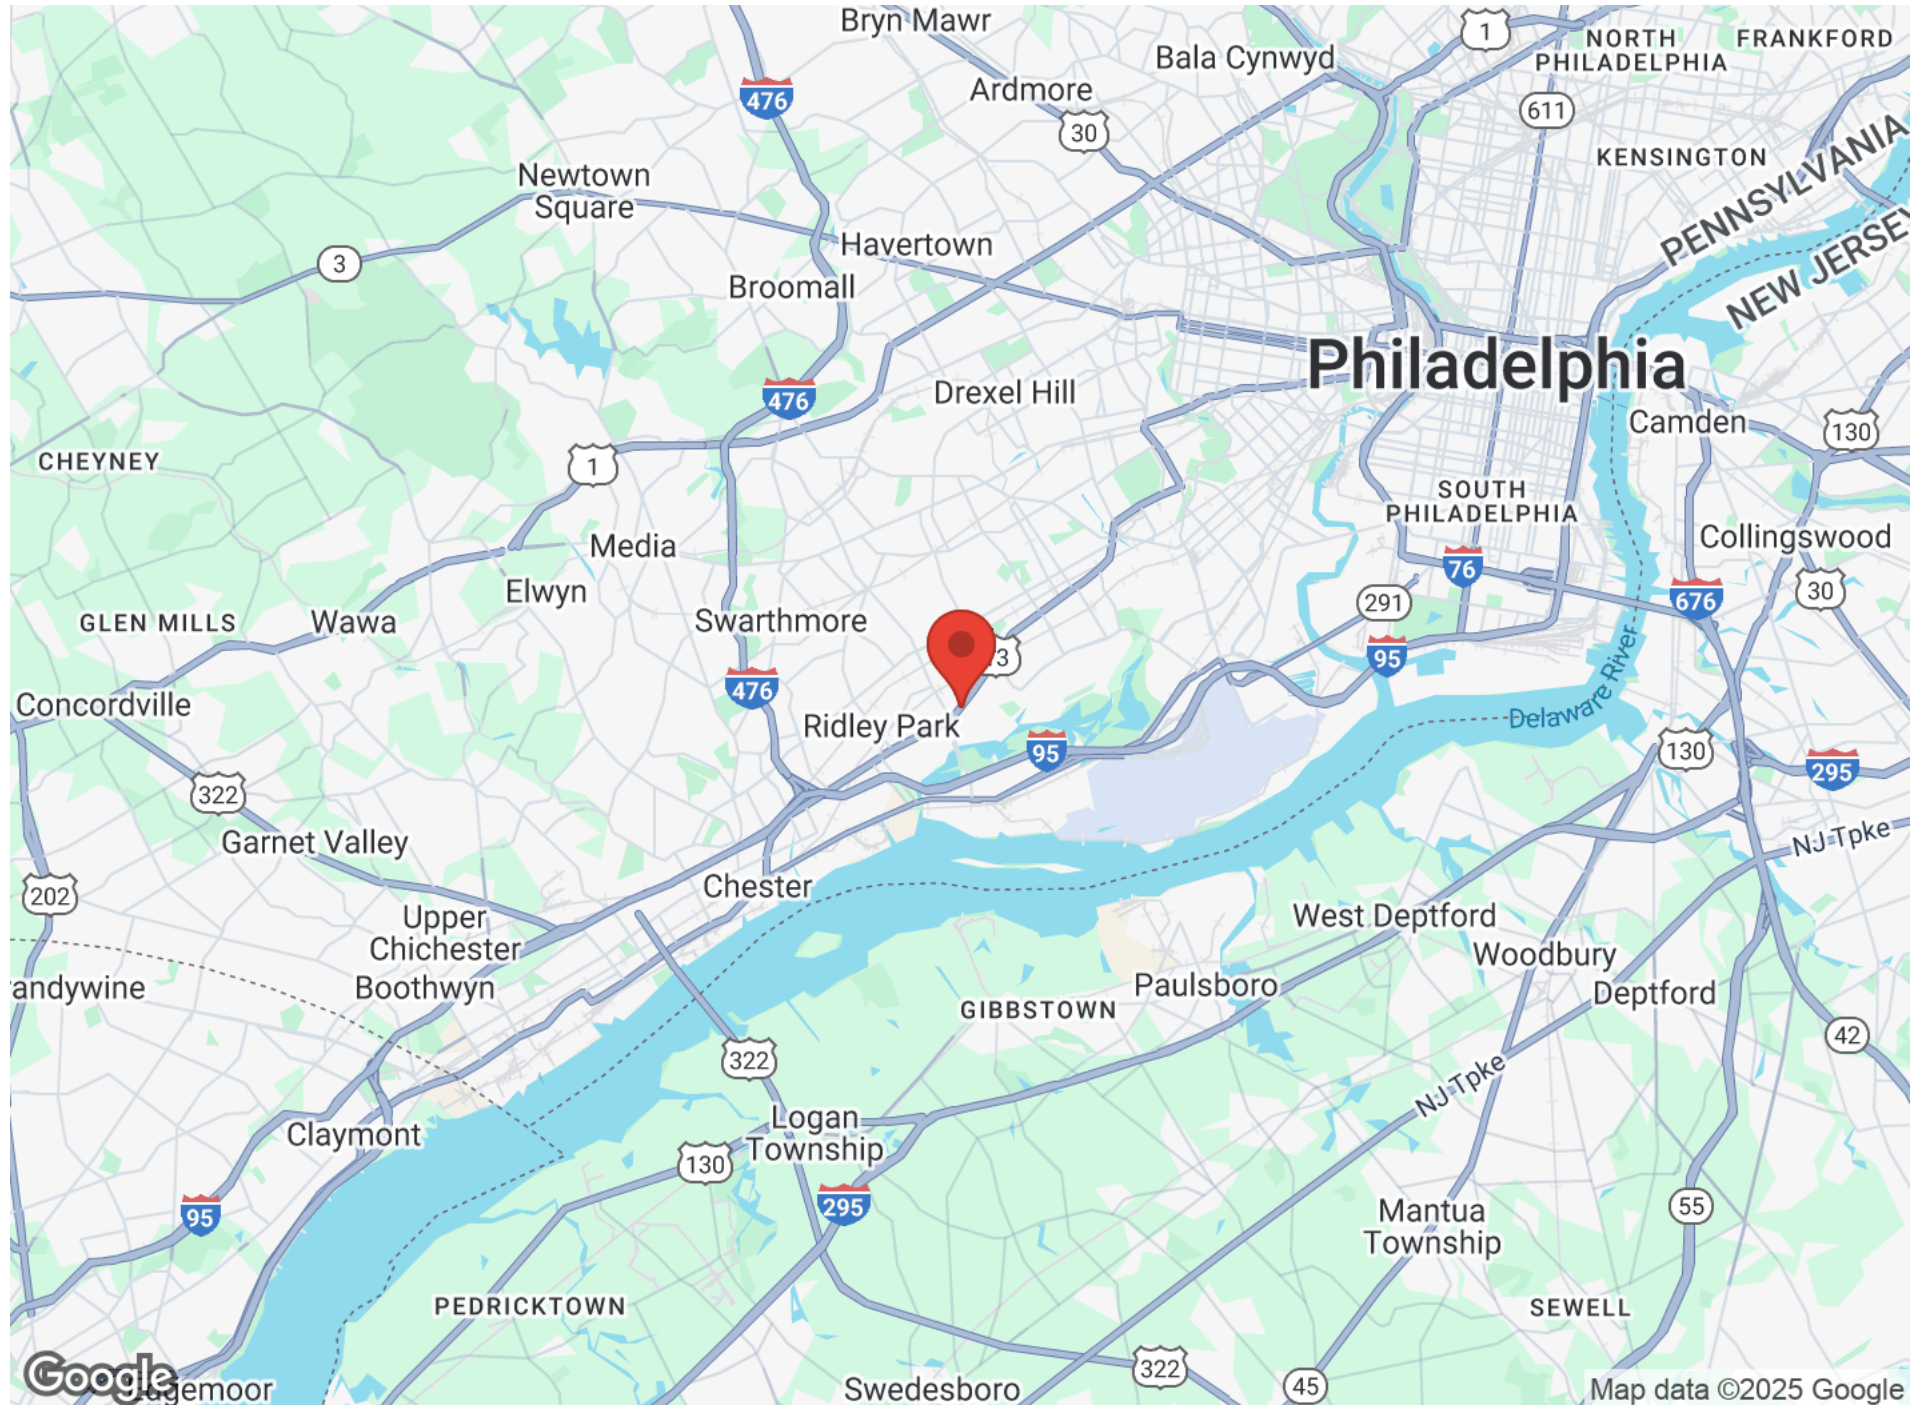 Bryn Mawr
1
NORTH
PHILADELPHIA
FRANKFORD
Bala Cynwyd
Ardmore
476
30
611
KENSINGTON
PENNSYLVANIA
NEW JERSEY
Newtown
Square
3
Havertown
Broomall
Philadelphia
476
Drexel Hill
Camden
130
CHEYNEY
1
SOUTH
PHILADELPHIA
Collingswood
Media
76
30
Elwyn
291
676
GLEN MILLS
Wawa
Swarthmore
3
95
Delaware River
476
Concordville
Ridley Park
95
130
295
322
Garnet Valley
NJ Tpke
202
Chester
Upper
Chichester
West Deptford
Woodbury
Boothwyn
andywine
Paulsboro
Deptford
GIBBSTOWN
42
322
NJ Tpke
Logan
Township
Claymont
130
295
95
55
Mantua
Township
PEDRICKTOWN
SEWELL
322
45
Google
Edgemoor
Swedesboro
Map data ©2025 Google